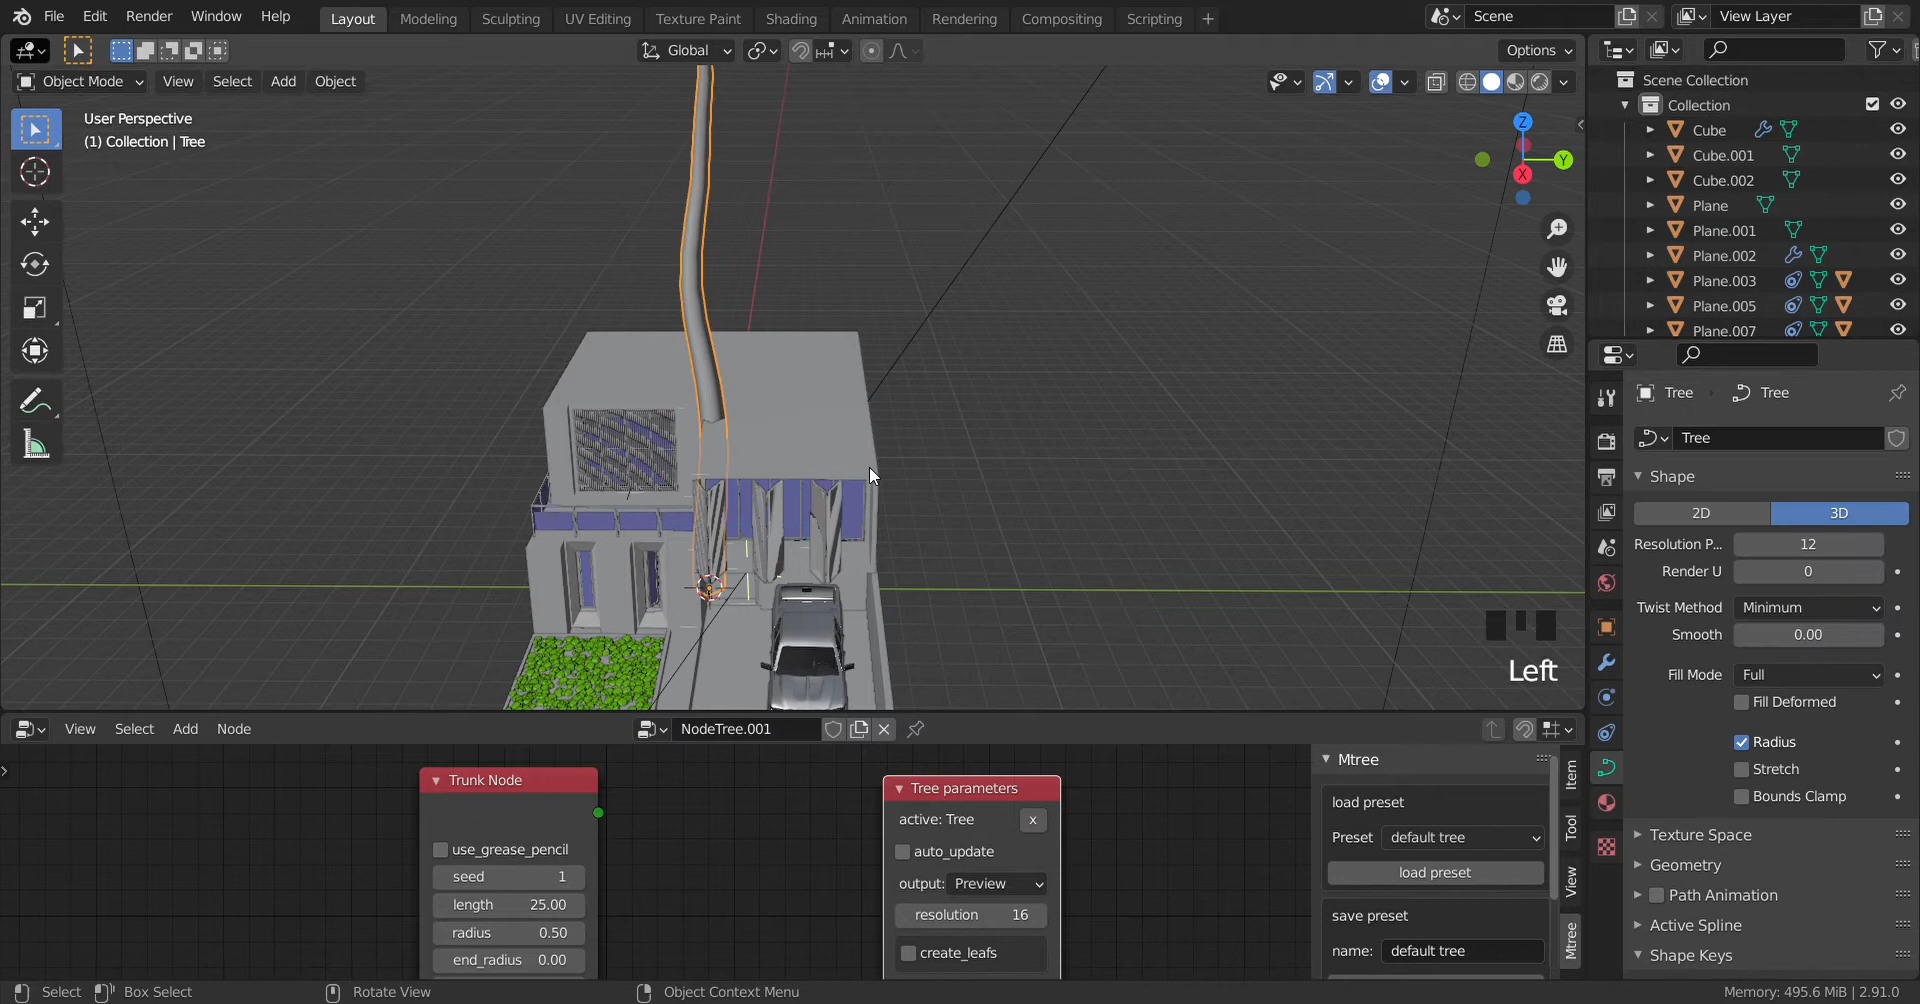 File Edit Render Window Help Layout Modeling Sculpting UV Editing Texture Paint Shading Animation Rendering Compositing Scripting + Scene View Layer
Global Options
Object Mode View Select Add Object
User Perspective
(1) Collection | Tree
Z
Y
X
Left
Scene Collection
Collection
Cube
Cube.001
Cube.002
Plane
Plane.001
Plane.002
Plane.003
Plane.005
Plane.007
Tree Tree
Tree
Shape
2D 3D
Resolution P... 12
Render U 0
Twist Method Minimum
Smooth 0.00
Fill Mode Full
Fill Deformed
Radius
Stretch
Bounds Clamp
Texture Space
Geometry
Path Animation
Active Spline
Shape Keys
View Select Add Node NodeTree.001
Trunk Node
use_grease_pencil
seed 1
length 25.00
radius 0.50
end_radius 0.00
Tree parameters
active: Tree x
auto_update
output: Preview
resolution 16
create_leafs
Mtree
load preset
Preset default tree
load preset
save preset
name: default tree
Item
Tool
View
Mtree
Select Box Select Rotate View Object Context Menu Memory: 495.6 MiB | 2.91.0